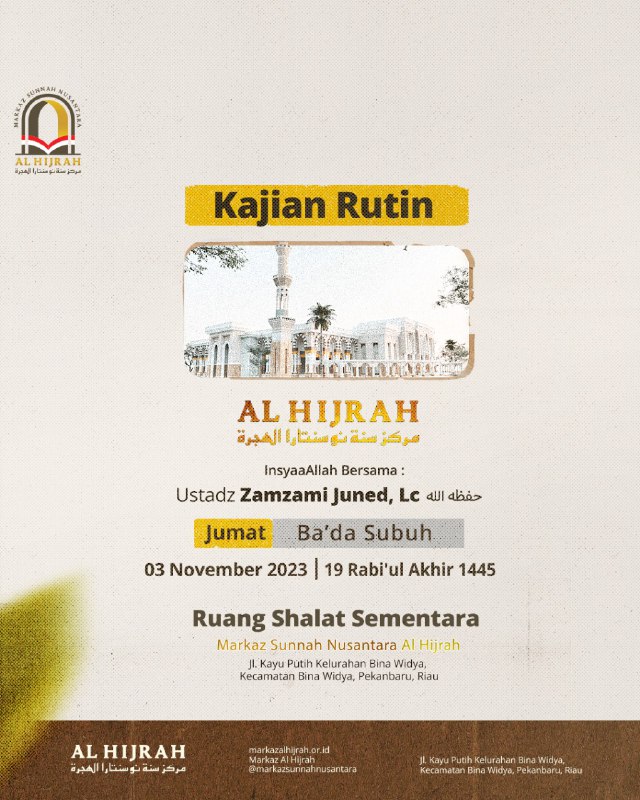 MARKAZ SUNNAH NUSANTARA
AL HIJRAH
مركز سنة نوسنتارا الهجرة
Kajian Rutin
AL HIJRAH
مركز سنة نوسنتارا الهجرة
InsyaaAllah Bersama :
Ustadz Zamzami Juned, Lc حفظه الله
Jumat Ba'da Subuh
03 November 2023 | 19 Rabi'ul Akhir 1445
Ruang Shalat Sementara
Markaz Sunnah Nusantara Al Hijrah
Jl. Kayu Putih Kelurahan Bina Widya,
Kecamatan Bina Widya, Pekanbaru, Riau
AL HIJRAH
مركز سنة نوسنتارا الهجرة
markazalhijrah.or.id
Markaz Al Hijrah
@markazsunnahnusantara
Jl. Kayu Putih Kelurahan Bina Widya,
Kecamatan Bina Widya, Pekanbaru, Riau